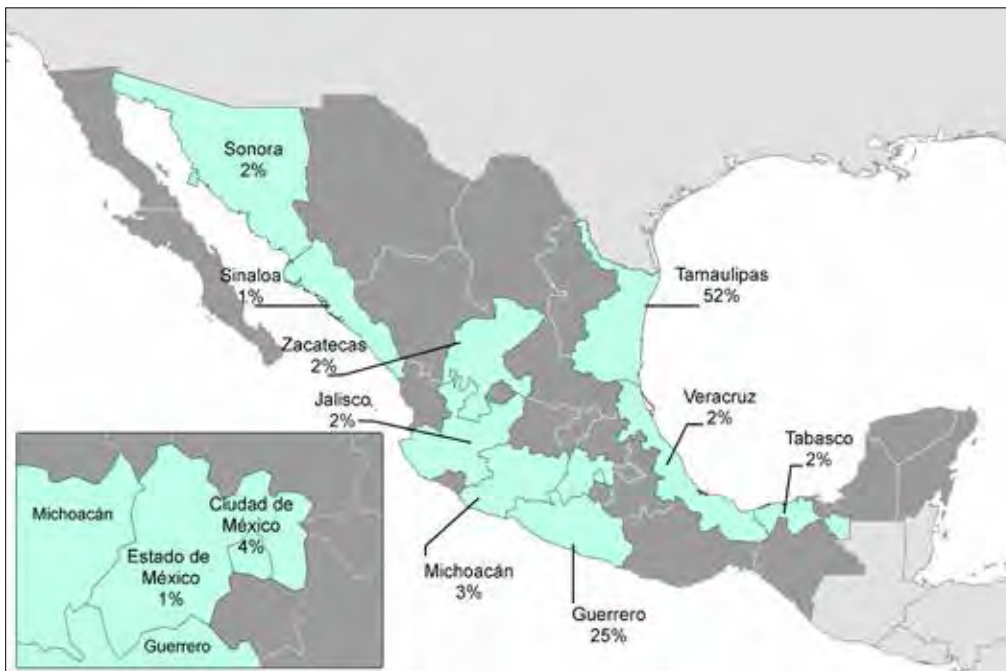 Sonora
2%
Sinaloa
1%
Tamaulipas
52%
Zacatecas
2%
Jalisco
2%
Veracruz
2%
Tabasco
2%
Michoacán
3%
Guerrero
25%
Michoacán
Ciudad de
México
4%
Estado de
México
1%
Guerrero